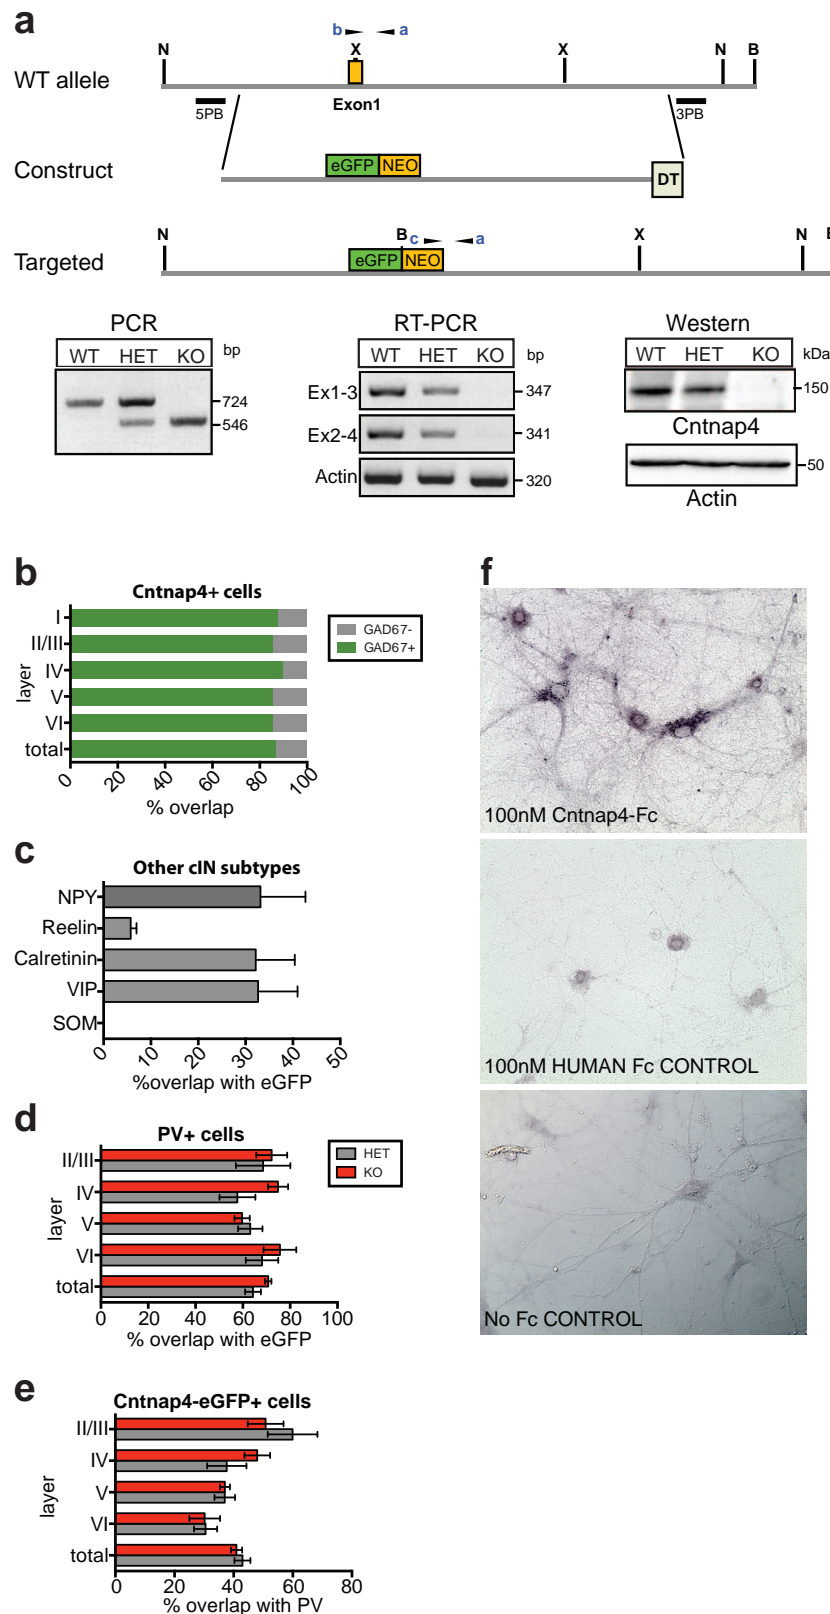 a
b a
N X X N B
WT allele
5PB Exon1 3PB
Construct
eGFP NEO DT
N B c a X N
Targeted
eGFP NEO
PCR
WT HET KO bp
724
546
RT-PCR
WT HET KO bp
Ex1-3 347
Ex2-4 341
Actin 320
Western
WT HET KO kDa
150
Cntnap4
50
Actin
b
Cntnap4+ cells
I
II/III
IV
V
VI
total
layer
0 20 40 60 80 100
% overlap
GAD67-
GAD67+
c
Other cIN subtypes
NPY
Reelin
Calretinin
VIP
SOM
0 10 20 30 40 50
%overlap with eGFP
d
PV+ cells
II/III
IV
V
VI
total
layer
0 20 40 60 80 100
% overlap with eGFP
HET
KO
e
Cntnap4-eGFP+ cells
II/III
IV
V
VI
total
layer
0 20 40 60 80
% overlap with PV
f
100nM Cntnap4-Fc
100nM HUMAN Fc CONTROL
No Fc CONTROL